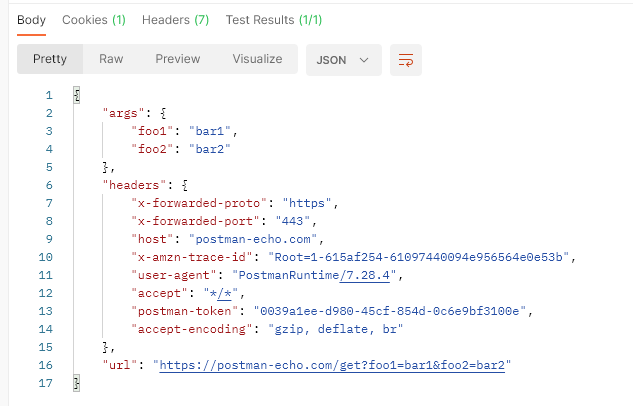 Body Cookies (1) Headers (7) Test Results (1/1)
Pretty Raw Preview Visualize JSON
1 {
2 "args": {
3 "foo1": "bar1",
4 "foo2": "bar2"
5 },
6 "headers": {
7 "x-forwarded-proto": "https",
8 "x-forwarded-port": "443",
9 "host": "postman-echo.com",
10 "x-amzn-trace-id": "Root=1-615af254-61097440094e956564e0e53b",
11 "user-agent": "PostmanRuntime/7.28.4",
12 "accept": "*/*",
13 "postman-token": "0039a1ee-d980-45cf-854d-0c6e9bf3100e",
14 "accept-encoding": "gzip, deflate, br"
15 },
16 "url": "https://postman-echo.com/get?foo1=bar1&foo2=bar2"
17 }